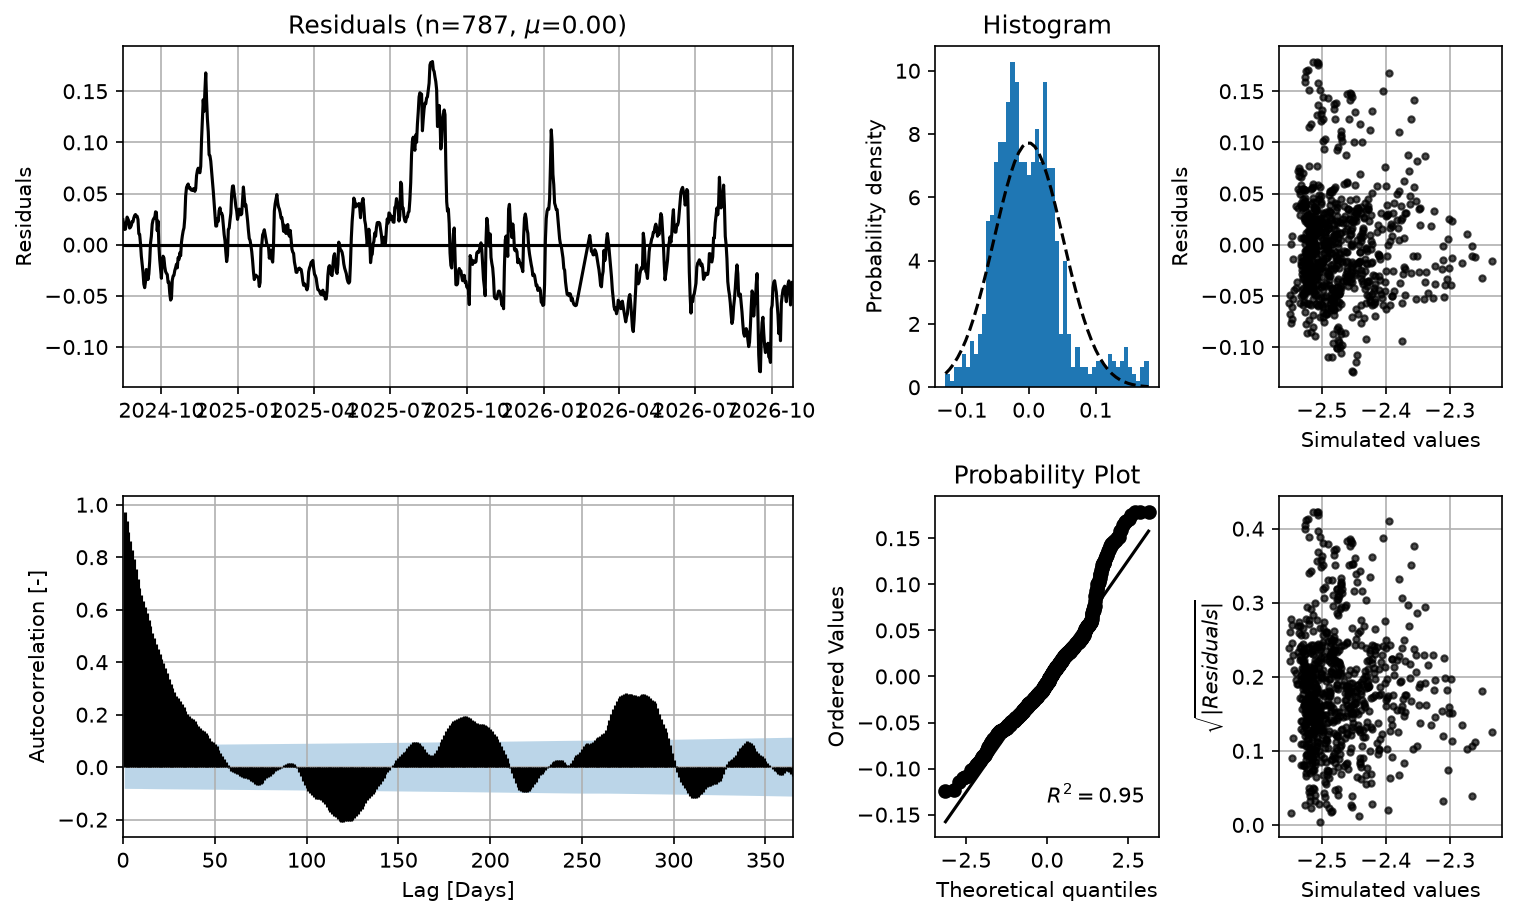 Residuals (n=787, μ=0.00)
Residuals
0.15
0.10
0.05
0.00
−0.05
−0.10
2024-10 2025-01 2025-04 2025-07 2025-10 2026-01 2026-04 2026-07 2026-10
Histogram
Probability density
10
8
6
4
2
0
−0.1 0.0 0.1
Residuals
0.15
0.10
0.05
0.00
−0.05
−0.10
−2.5 −2.4 −2.3
Simulated values
Autocorrelation [-]
1.0
0.8
0.6
0.4
0.2
0.0
−0.2
0 50 100 150 200 250 300 350
Lag [Days]
Probability Plot
Ordered Values
0.15
0.10
0.05
0.00
−0.05
−0.10
−0.15
R² = 0.95
−2.5 0.0 2.5
Theoretical quantiles
√|Residuals|
0.4
0.3
0.2
0.1
0.0
−2.5 −2.4 −2.3
Simulated values